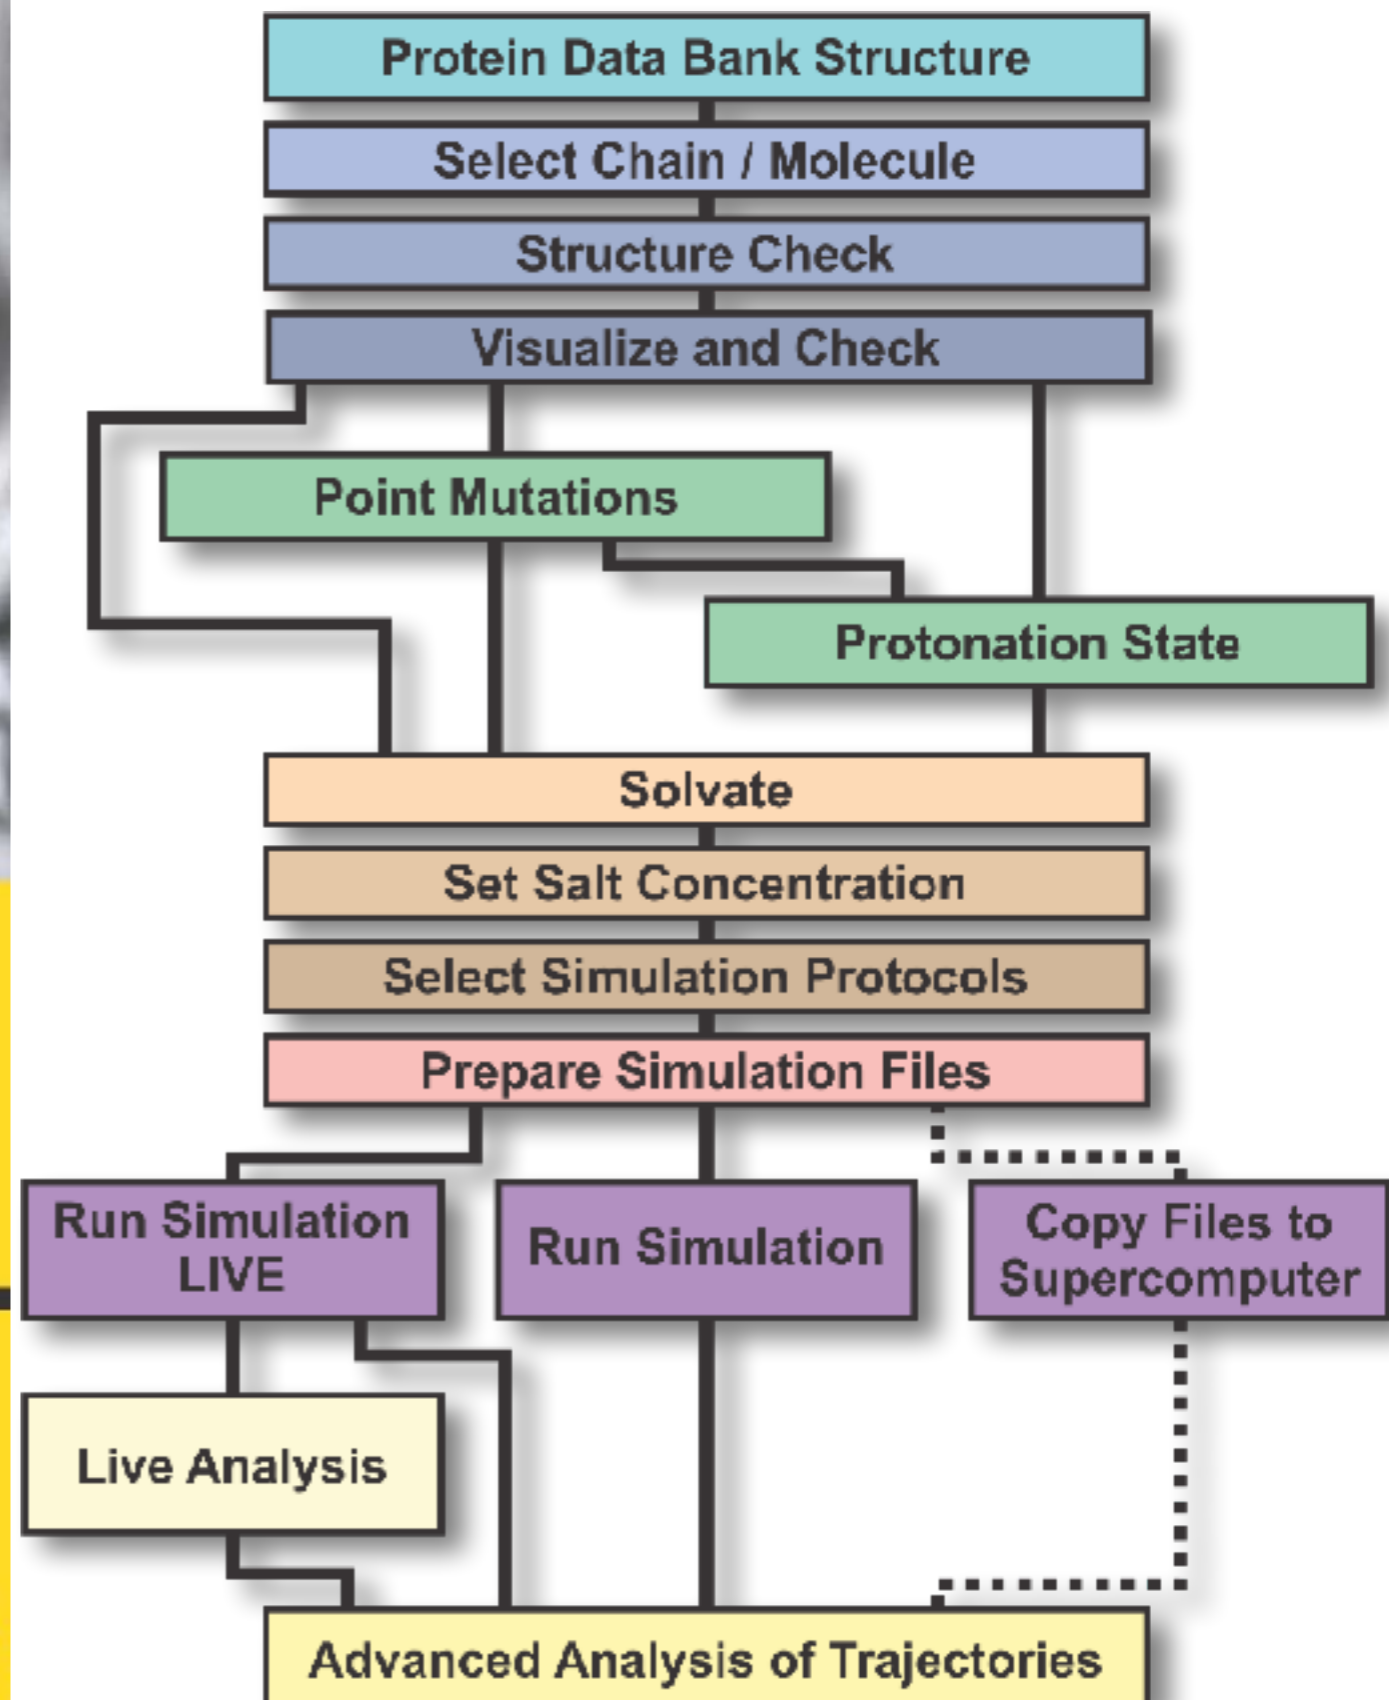 Protein Data Bank Structure
Select Chain / Molecule
Structure Check
Visualize and Check
Point Mutations
Protonation State
Solvate
Set Salt Concentration
Select Simulation Protocols
Prepare Simulation Files
Run Simulation
LIVE
Run Simulation
Copy Files to
Supercomputer
Live Analysis
Advanced Analysis of Trajectories